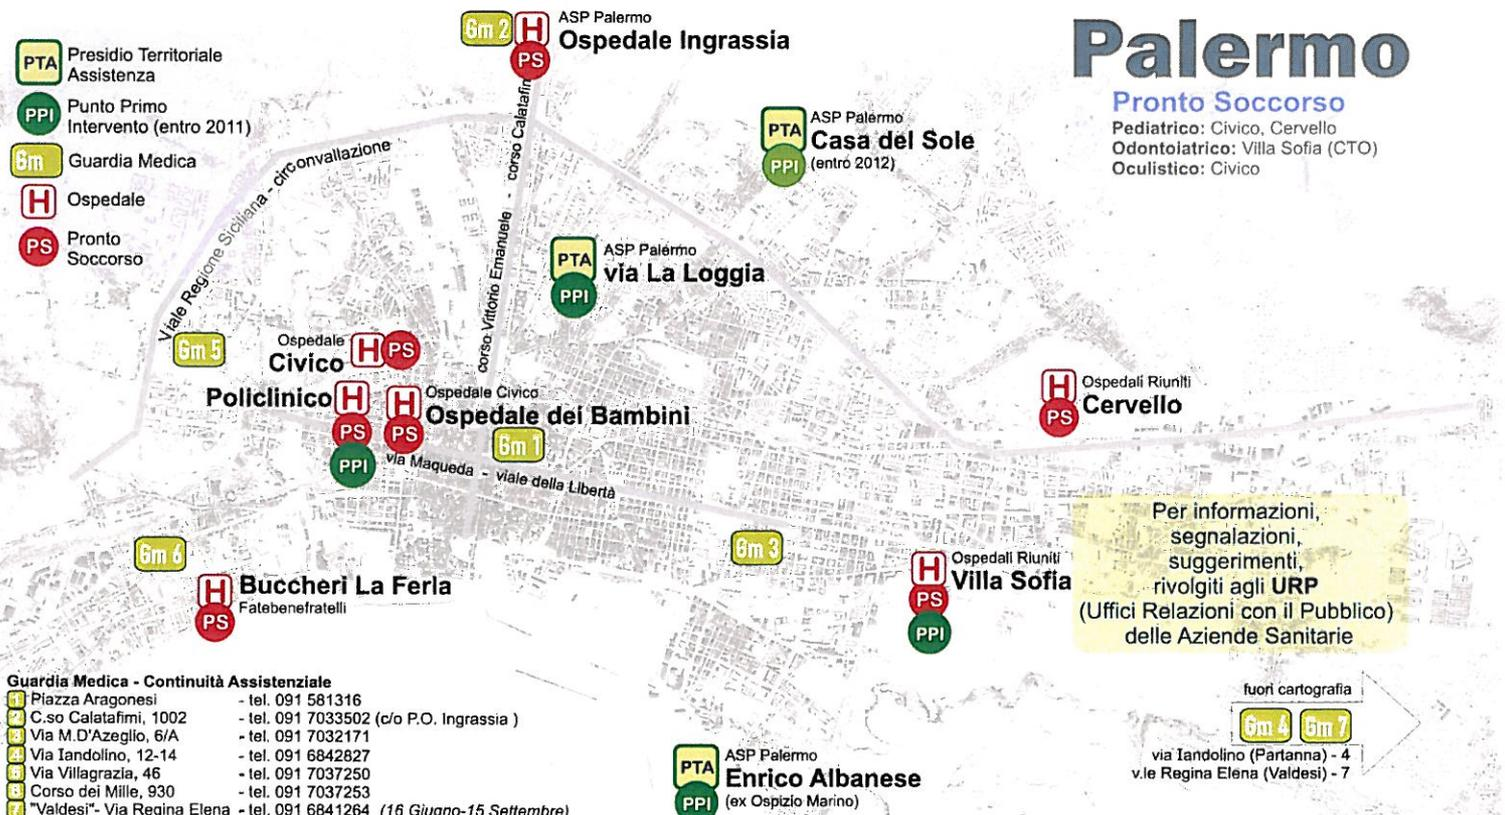 Palermo
Pronto Soccorso
Pediatrico: Civico, Cervello
Odontoiatrico: Villa Sofia (CTO)
Oculistico: Civico
PTA
Presidio Territoriale
Assistenza
PPI
Punto Primo
Intervento (entro 2011)
Gm
Guardia Medica
H
Ospedale
PS
Pronto
Soccorso
Gm 2
H
PS
ASP Palermo
Ospedale Ingrassia
PTA
PPI
ASP Palermo
Casa del Sole
(entro 2012)
Viale Regione Siciliana - circonvallazione
corso Vittorio Emanuele - corso Calatafimi
PTA
PPI
ASP Palermo
via La Loggia
Gm 5
Ospedale
Civico
H
PS
Policlinico
H
PS
PPI
H
PS
Ospedale Civico
Ospedale dei Bambini
Gm 1
via Maqueda - viale della Libertà
H
PS
Ospedali Riuniti
Cervello
Gm 6
H
PS
Buccheri La Ferla
Fatebenefratelli
Gm 3
H
PS
PPI
Ospedali Riuniti
Villa Sofia
Per informazioni,
segnalazioni,
suggerimenti,
rivolgiti agli URP
(Uffici Relazioni con il Pubblico)
delle Aziende Sanitarie
Guardia Medica - Continuità Assistenziale
1 Piazza Aragonesi - tel. 091 581316
2 C.so Calatafimi, 1002 - tel. 091 7033502 (c/o P.O. Ingrassia )
3 Via M.D'Azeglio, 6/A - tel. 091 7032171
4 Via Iandolino, 12-14 - tel. 091 6842827
5 Via Villagrazia, 46 - tel. 091 7037250
6 Corso dei Mille, 930 - tel. 091 7037253
7 "Valdesi"- Via Regina Elena - tel. 091 6841264 (16 Giugno-15 Settembre)
PTA
PPI
ASP Palermo
Enrico Albanese
(ex Ospizio Marino)
fuori cartografia
Gm 4
Gm 7
via Iandolino (Partanna) - 4
v.le Regina Elena (Valdesi) - 7